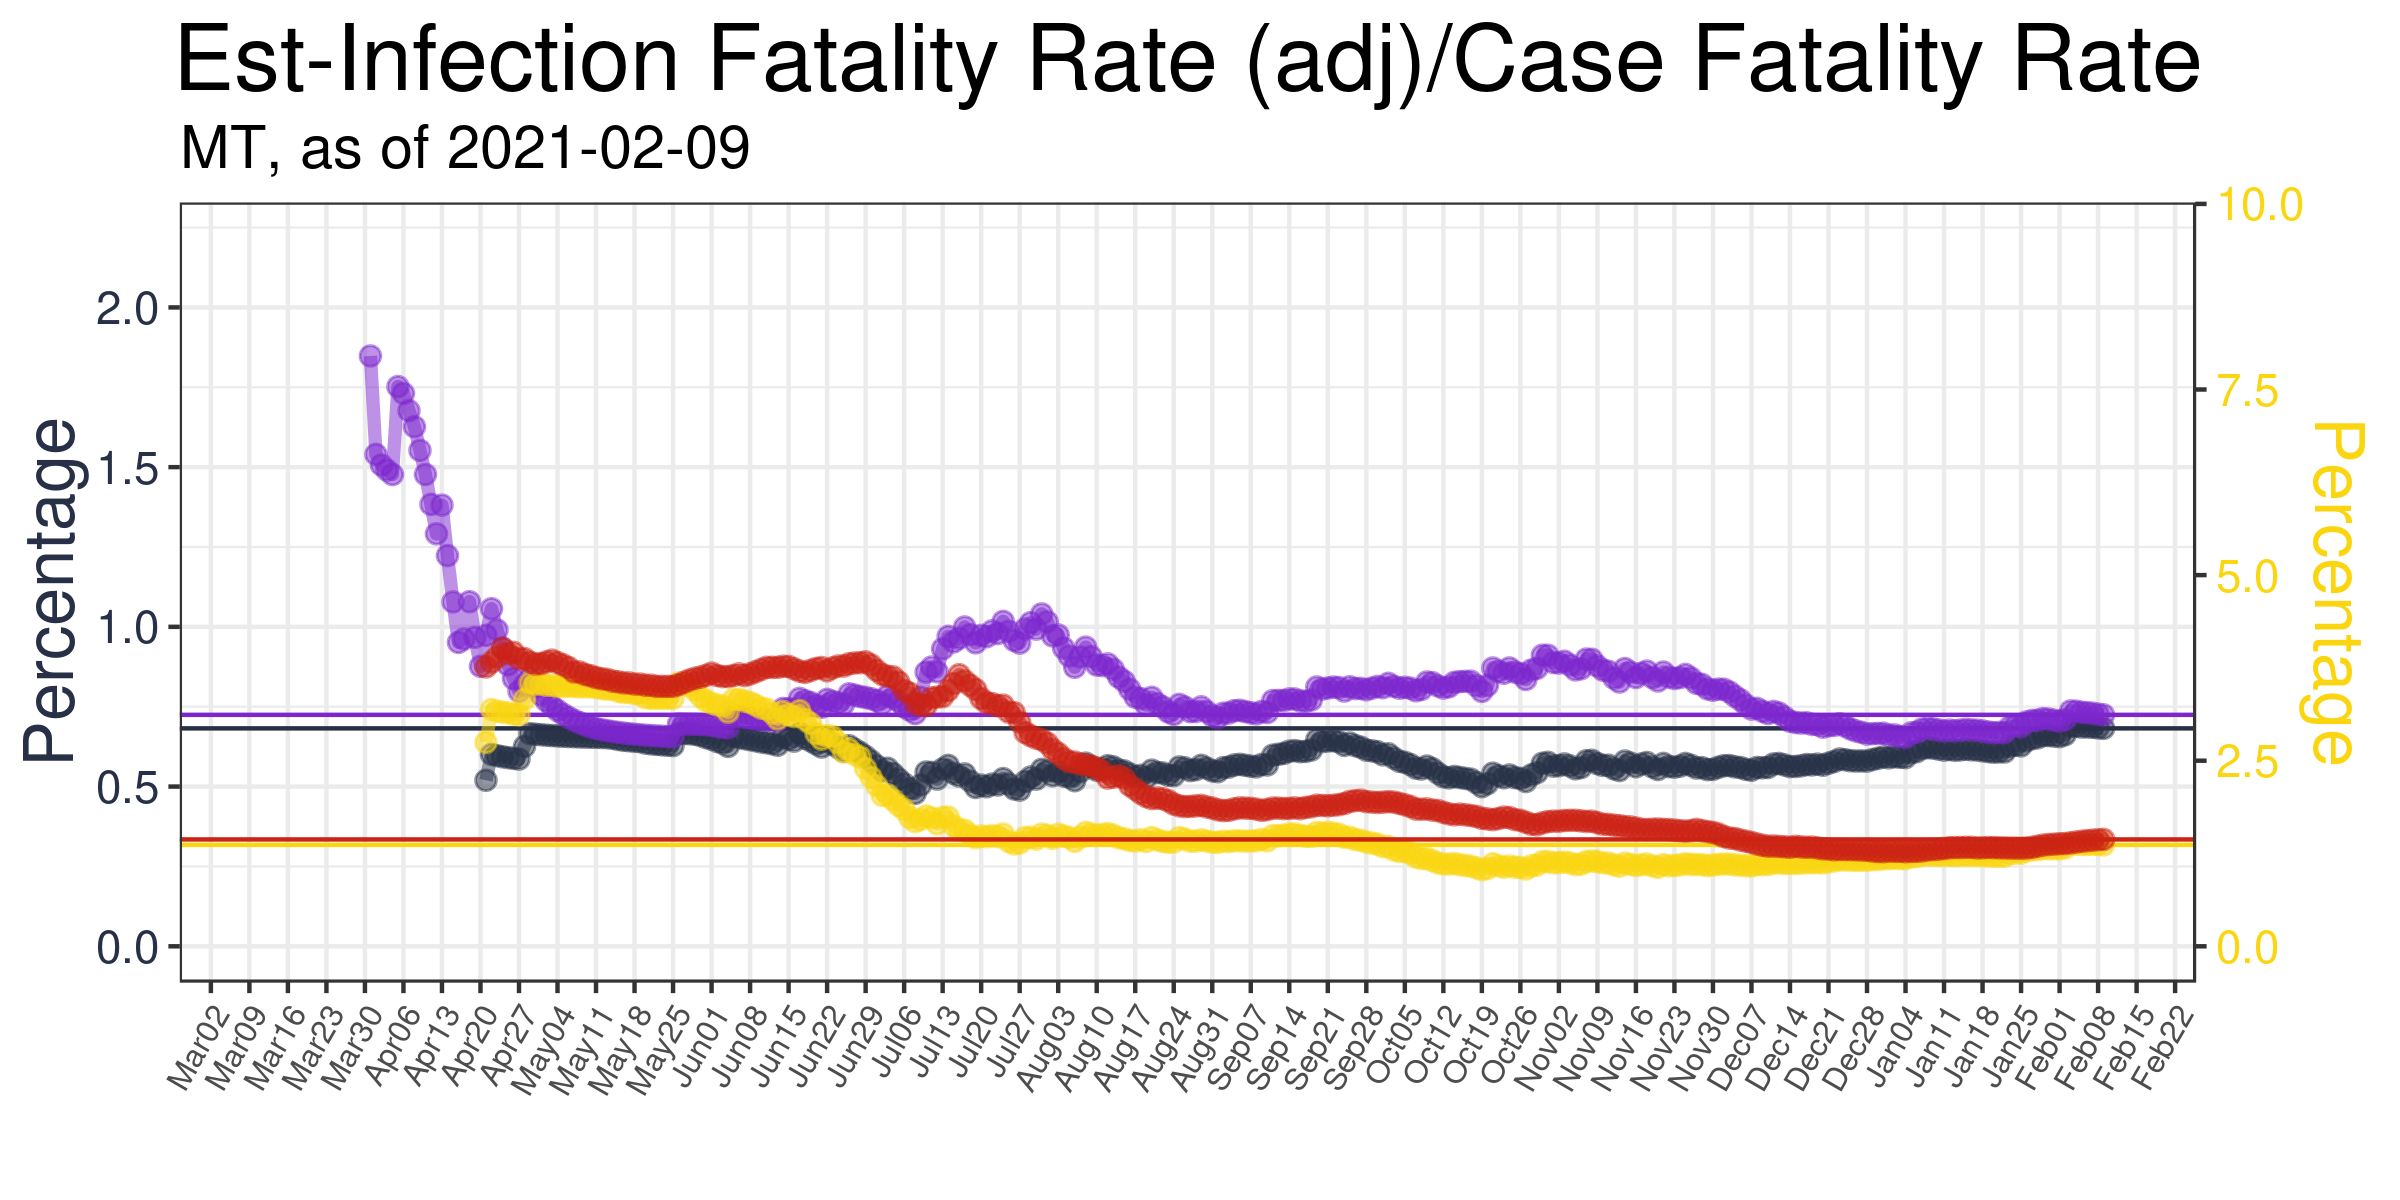 Est-Infection Fatality Rate (adj)/Case Fatality Rate
MT, as of 2021-02-09
Percentage
2.0
1.5
1.0
0.5
0.0
10.0
7.5
5.0
2.5
0.0
Percentage
Mar02
Mar09
Mar16
Mar23
Mar30
Apr06
Apr13
Apr20
Apr27
May04
May11
May18
May25
Jun01
Jun08
Jun15
Jun22
Jun29
Jul06
Jul13
Jul20
Jul27
Aug03
Aug10
Aug17
Aug24
Aug31
Sep07
Sep14
Sep21
Sep28
Oct05
Oct12
Oct19
Oct26
Nov02
Nov09
Nov16
Nov23
Nov30
Dec07
Dec14
Dec21
Dec28
Jan04
Jan11
Jan18
Jan25
Feb01
Feb08
Feb15
Feb22